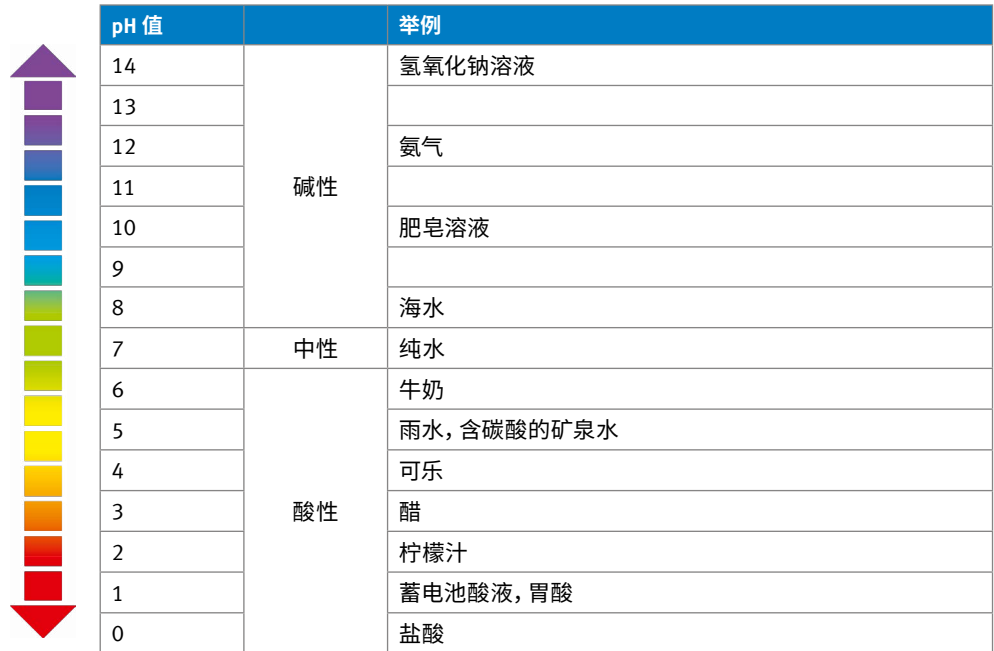 pH 值 举例
14 氢氧化钠溶液
13
12 氨气
11 碱性
10 肥皂溶液
9
8 海水
7 中性 纯水
6 牛奶
5 雨水，含碳酸的矿泉水
4 可乐
3 酸性 醋
2 柠檬汁
1 蓄电池酸液，胃酸
0 盐酸